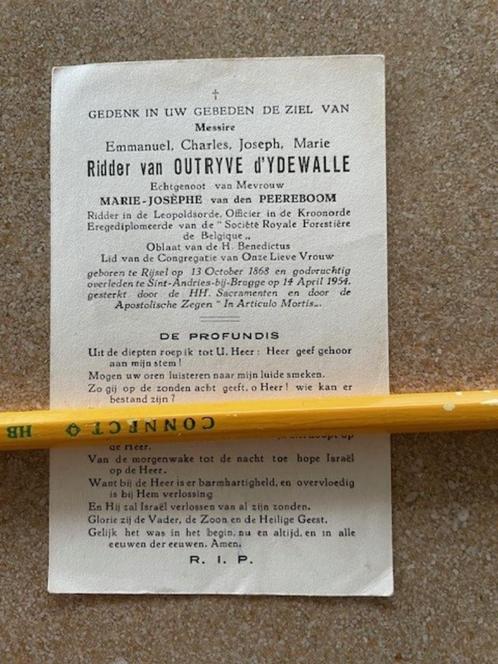 GEDENK IN UW GEBEDEN DE ZIEL VAN
Messire
Emmanuel, Charles, Joseph, Marie
Ridder van OUTRYVE d'YDEWALLE
Echtgenoot van Mevrouw
MARIE-JOSÈPHE van den PEEREBOOM
Ridder in de Leopoldsorde, Officier in de Kroonorde
Eregediplomeerde van de "Société Royale Forestière
de Belgique„
Oblaat van de H. Benedictus
Lid van de Congregatie van Onze Lieve Vrouw
geboren te Rijsel op 13 October 1868 en godvruchtig
overleden te Sint-Andries-bij-Brugge op 14 April 1954,
gesterkt door de HH. Sacramenten en door de
Apostolische Zegen "In Articulo Mortis„.
DE PROFUNDIS
Uit de diepten roep ik tot U, Heer: Heer geef gehoor
aan mijn stem!
Mogen uw oren luisteren naar mijn luide smeken.
Zo gij op de zonden acht geeft, o Heer! wie kan er
bestand zijn?
CONNECT HB
op
de Heer.
Van de morgenwake tot de nacht toe hope Israël
op de Heer.
Want bij de Heer is er barmhartigheid, en overvloedig
is bij Hem verlossing
En Hij zal Israël verlossen van al zijn zonden.
Glorie zij de Vader, de Zoon en de Heilige Geest.
Gelijk het was in het begin, nu en altijd, en in alle
eeuwen der eeuwen. Amen.
R. I. P.